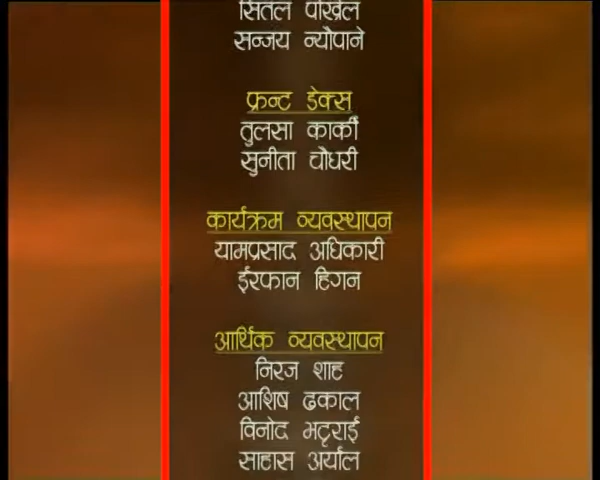 सितल पोखेल
सन्जय न्यौपाने
फ्रन्ट डेक्स
तुलसा कार्की
सुनीता चौधरी
कार्यक्रम व्यवस्थापन
यामप्रसाद अधिकारी
ईरफान हिगन
आर्थिक व्यवस्थापन
निरज शाह
आशिष ढकाल
विनोद भट्टराई
साहास अर्याल